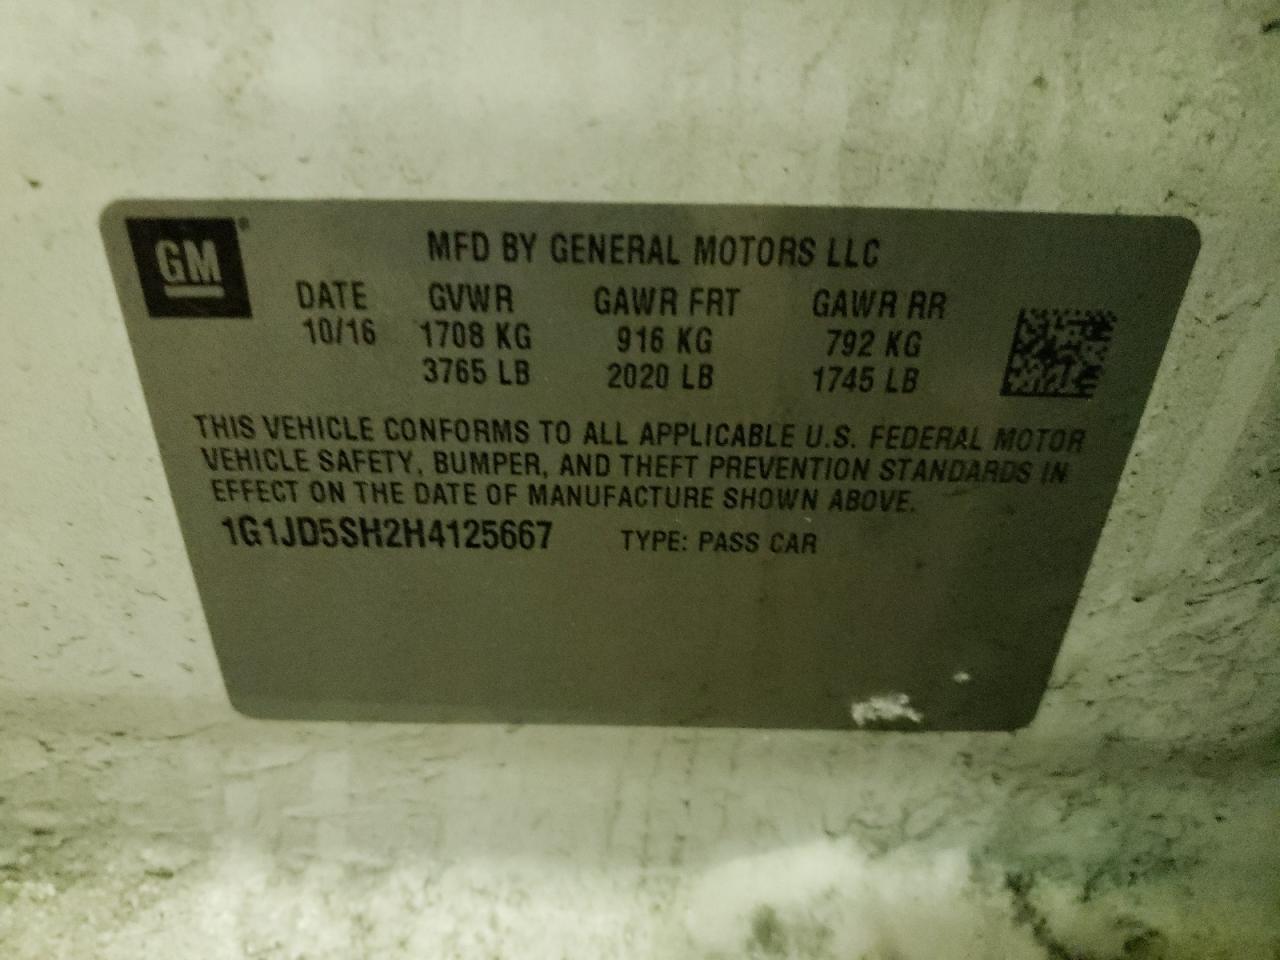 GM®
MFD BY GENERAL MOTORS LLC
DATE GVWR GAWR FRT GAWR RR
10/16 1708 KG 916 KG 792 KG
3765 LB 2020 LB 1745 LB
THIS VEHICLE CONFORMS TO ALL APPLICABLE U.S. FEDERAL MOTOR
VEHICLE SAFETY, BUMPER, AND THEFT PREVENTION STANDARDS IN
EFFECT ON THE DATE OF MANUFACTURE SHOWN ABOVE.
1G1JD5SH2H4125667 TYPE: PASS CAR